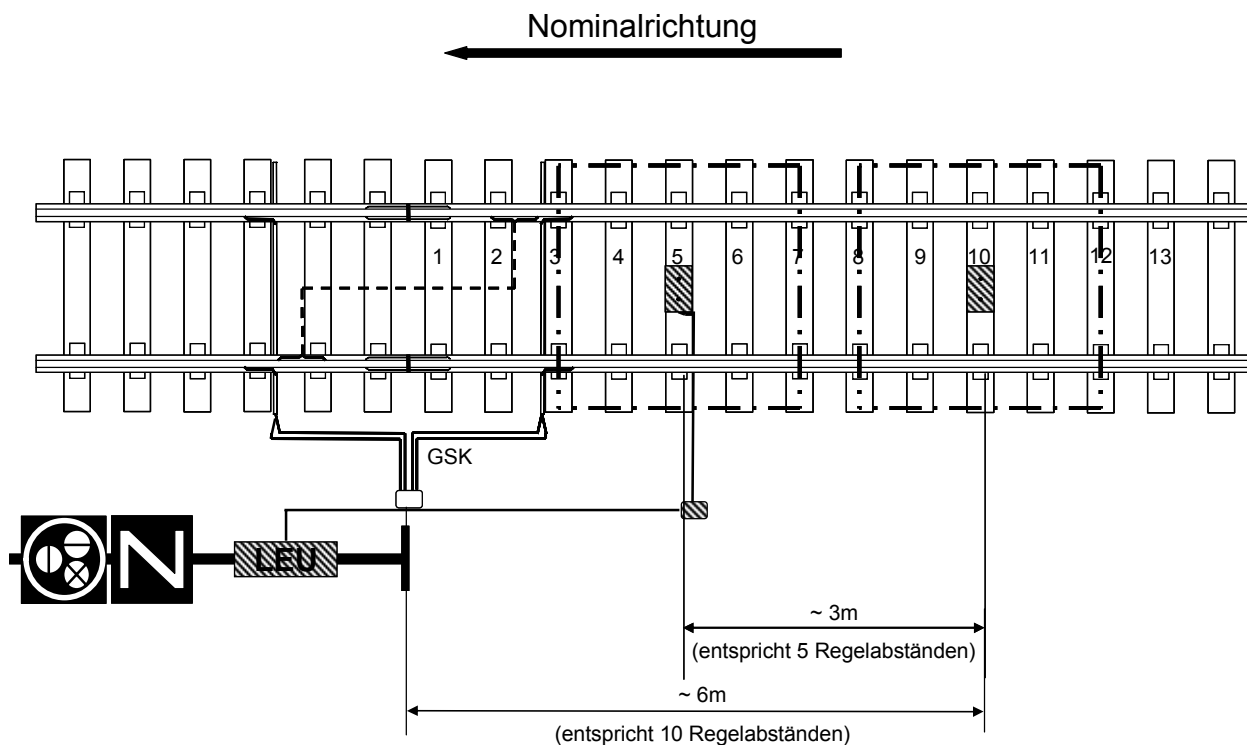 Nominalrichtung
1 2 3 4 5 6 7 8 9 10 11 12 13
GSK
N LEU
~ 3m
(entspricht 5 Regelabständen)
~ 6m
(entspricht 10 Regelabständen)